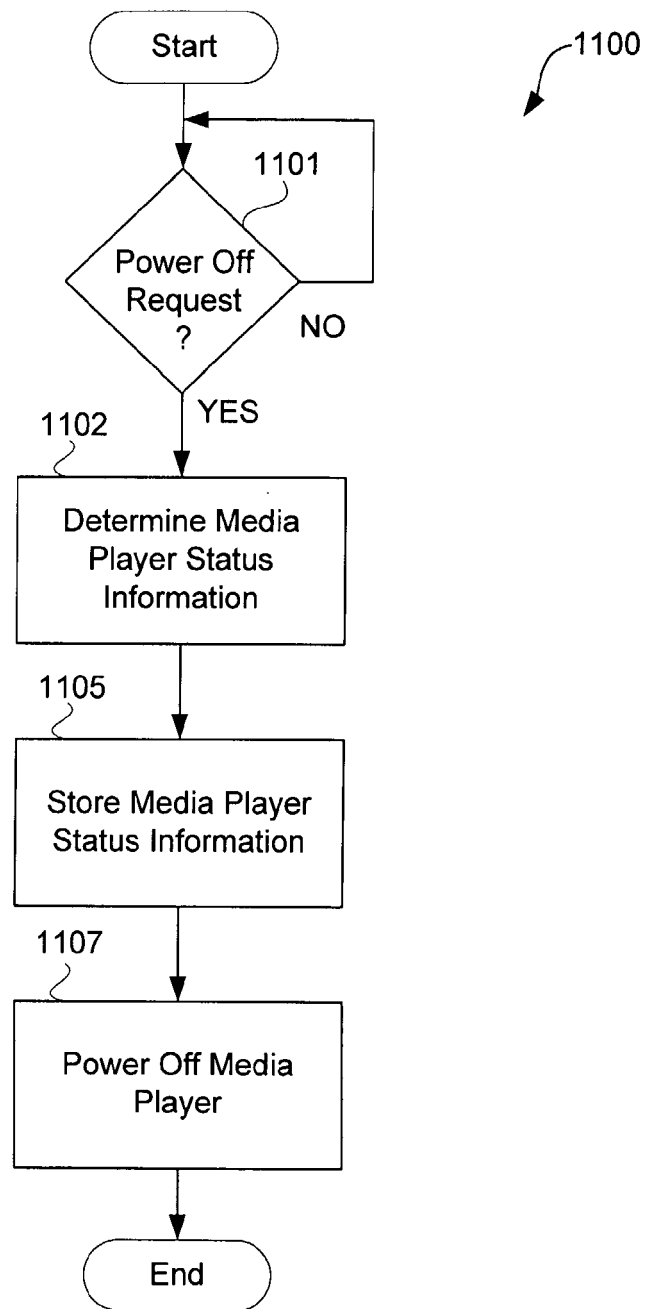 Start
1100
1101
Power Off
Request
?
NO
YES
1102
Determine Media
Player Status
Information
1105
Store Media Player
Status Information
1107
Power Off Media
Player
End